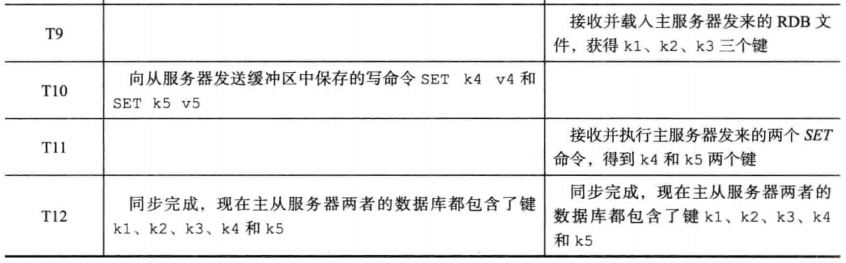 T9
接收并载入主服务器发来的 RDB 文
件，获得 k1、k2、k3 三个键
T10
向从服务器发送缓冲区中保存的写命令 SET k4 v4 和
SET k5 v5
T11
接收并执行主服务器发来的两个 SET
命令，得到 k4 和 k5 两个键
T12
同步完成，现在主从服务器两者的数据库都包含了键
k1、k2、k3、k4 和 k5
同步完成，现在主从服务器两者的
数据库都包含了键 k1、k2、k3、k4
和 k5